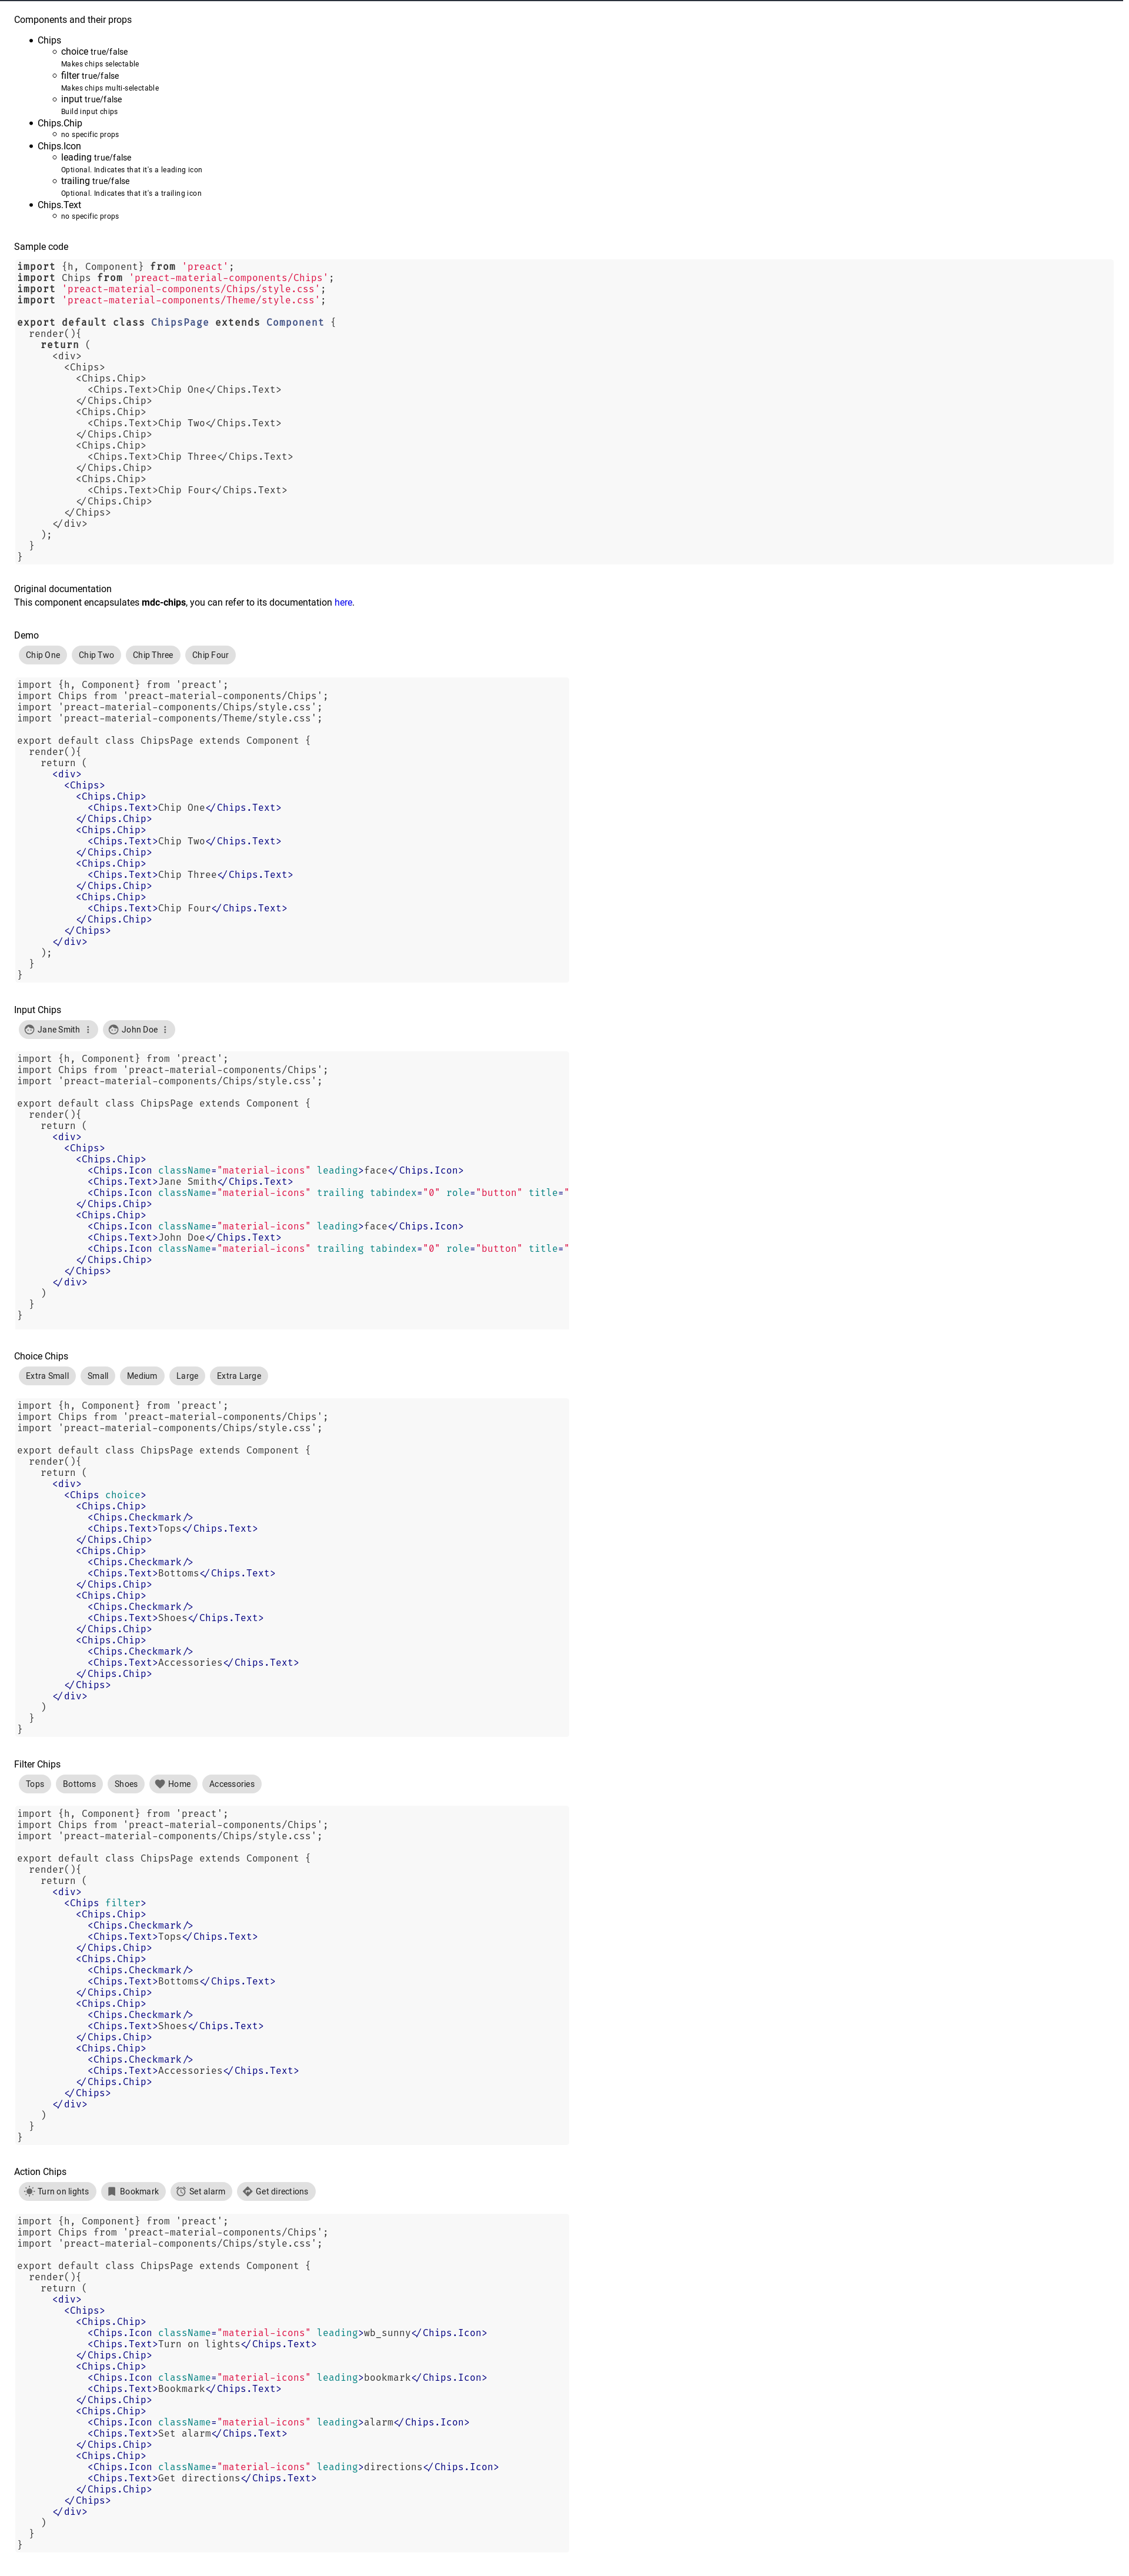 Components and their props
Chips
choice true/false
Makes chips selectable
filter true/false
Makes chips multi-selectable
input true/false
Build input chips
Chips.Chip
no specific props
Chips.Icon
leading true/false
Optional. Indicates that it's a leading icon
trailing true/false
Optional. Indicates that it's a trailing icon
Chips.Text
no specific props
Sample code
import {h, Component} from 'preact';
import Chips from 'preact-material-components/Chips';
import 'preact-material-components/Chips/style.css';
import 'preact-material-components/Theme/style.css';
export default class ChipsPage extends Component {
render(){
return (
<div>
<Chips>
<Chips.Chip>
<Chips.Text>Chip One</Chips.Text>
</Chips.Chip>
<Chips.Chip>
<Chips.Text>Chip Two</Chips.Text>
</Chips.Chip>
<Chips.Chip>
<Chips.Text>Chip Three</Chips.Text>
</Chips.Chip>
<Chips.Chip>
<Chips.Text>Chip Four</Chips.Text>
</Chips.Chip>
</Chips>
</div>
);
}
}
Original documentation
This component encapsulates mdc-chips, you can refer to its documentation here.
Demo
Chip One Chip Two Chip Three Chip Four
import {h, Component} from 'preact';
import Chips from 'preact-material-components/Chips';
import 'preact-material-components/Chips/style.css';
import 'preact-material-components/Theme/style.css';
export default class ChipsPage extends Component {
render(){
return (
<div>
<Chips>
<Chips.Chip>
<Chips.Text>Chip One</Chips.Text>
</Chips.Chip>
<Chips.Chip>
<Chips.Text>Chip Two</Chips.Text>
</Chips.Chip>
<Chips.Chip>
<Chips.Text>Chip Three</Chips.Text>
</Chips.Chip>
<Chips.Chip>
<Chips.Text>Chip Four</Chips.Text>
</Chips.Chip>
</Chips>
</div>
);
}
}
Input Chips
Jane Smith John Doe
import {h, Component} from 'preact';
import Chips from 'preact-material-components/Chips';
import 'preact-material-components/Chips/style.css';
export default class ChipsPage extends Component {
render(){
return (
<div>
<Chips>
<Chips.Chip>
<Chips.Icon className="material-icons" leading>face</Chips.Icon>
<Chips.Text>Jane Smith</Chips.Text>
<Chips.Icon className="material-icons" trailing tabindex="0" role="button" title="
</Chips.Chip>
<Chips.Chip>
<Chips.Icon className="material-icons" leading>face</Chips.Icon>
<Chips.Text>John Doe</Chips.Text>
<Chips.Icon className="material-icons" trailing tabindex="0" role="button" title="
</Chips.Chip>
</Chips>
</div>
)
}
}
Choice Chips
Extra Small Small Medium Large Extra Large
import {h, Component} from 'preact';
import Chips from 'preact-material-components/Chips';
import 'preact-material-components/Chips/style.css';
export default class ChipsPage extends Component {
render(){
return (
<div>
<Chips choice>
<Chips.Chip>
<Chips.Checkmark/>
<Chips.Text>Tops</Chips.Text>
</Chips.Chip>
<Chips.Chip>
<Chips.Checkmark/>
<Chips.Text>Bottoms</Chips.Text>
</Chips.Chip>
<Chips.Chip>
<Chips.Checkmark/>
<Chips.Text>Shoes</Chips.Text>
</Chips.Chip>
<Chips.Chip>
<Chips.Checkmark/>
<Chips.Text>Accessories</Chips.Text>
</Chips.Chip>
</Chips>
</div>
)
}
}
Filter Chips
Tops Bottoms Shoes Home Accessories
import {h, Component} from 'preact';
import Chips from 'preact-material-components/Chips';
import 'preact-material-components/Chips/style.css';
export default class ChipsPage extends Component {
render(){
return (
<div>
<Chips filter>
<Chips.Chip>
<Chips.Checkmark/>
<Chips.Text>Tops</Chips.Text>
</Chips.Chip>
<Chips.Chip>
<Chips.Checkmark/>
<Chips.Text>Bottoms</Chips.Text>
</Chips.Chip>
<Chips.Chip>
<Chips.Checkmark/>
<Chips.Text>Shoes</Chips.Text>
</Chips.Chip>
<Chips.Chip>
<Chips.Checkmark/>
<Chips.Text>Accessories</Chips.Text>
</Chips.Chip>
</Chips>
</div>
)
}
}
Action Chips
Turn on lights Bookmark Set alarm Get directions
import {h, Component} from 'preact';
import Chips from 'preact-material-components/Chips';
import 'preact-material-components/Chips/style.css';
export default class ChipsPage extends Component {
render(){
return (
<div>
<Chips>
<Chips.Chip>
<Chips.Icon className="material-icons" leading>wb_sunny</Chips.Icon>
<Chips.Text>Turn on lights</Chips.Text>
</Chips.Chip>
<Chips.Chip>
<Chips.Icon className="material-icons" leading>bookmark</Chips.Icon>
<Chips.Text>Bookmark</Chips.Text>
</Chips.Chip>
<Chips.Chip>
<Chips.Icon className="material-icons" leading>alarm</Chips.Icon>
<Chips.Text>Set alarm</Chips.Text>
</Chips.Chip>
<Chips.Chip>
<Chips.Icon className="material-icons" leading>directions</Chips.Icon>
<Chips.Text>Get directions</Chips.Text>
</Chips.Chip>
</Chips>
</div>
)
}
}